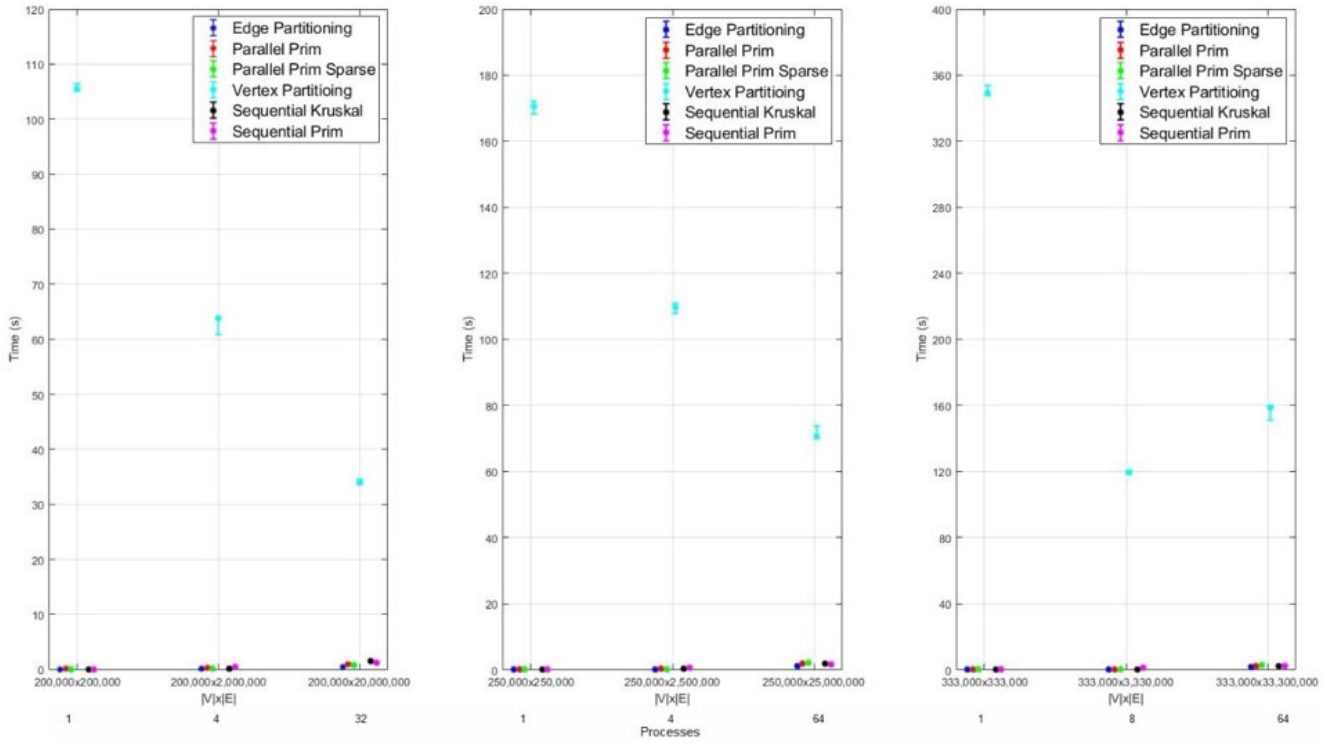 120
110
100
90
80
70
60
50
40
30
20
10
0
Time (s)
Edge Partitioning
Parallel Prim
Parallel Prim Sparse
Vertex Partitioing
Sequential Kruskal
Sequential Prim
200,000x200,000
200,000x2,000,000
200,000x20,000,000
|V|x|E|
1
4
32
200
180
160
140
120
100
80
60
40
20
0
Time (s)
Edge Partitioning
Parallel Prim
Parallel Prim Sparse
Vertex Partitioing
Sequential Kruskal
Sequential Prim
250,000x250,000
250,000x2,500,000
250,000x25,000,000
|V|x|E|
1
4
64
Processes
400
360
320
280
240
200
160
120
80
40
0
Time (s)
Edge Partitioning
Parallel Prim
Parallel Prim Sparse
Vertex Partitioing
Sequential Kruskal
Sequential Prim
333,000x333,000
333,000x3,330,000
333,000x33,300,000
|V|x|E|
1
8
64